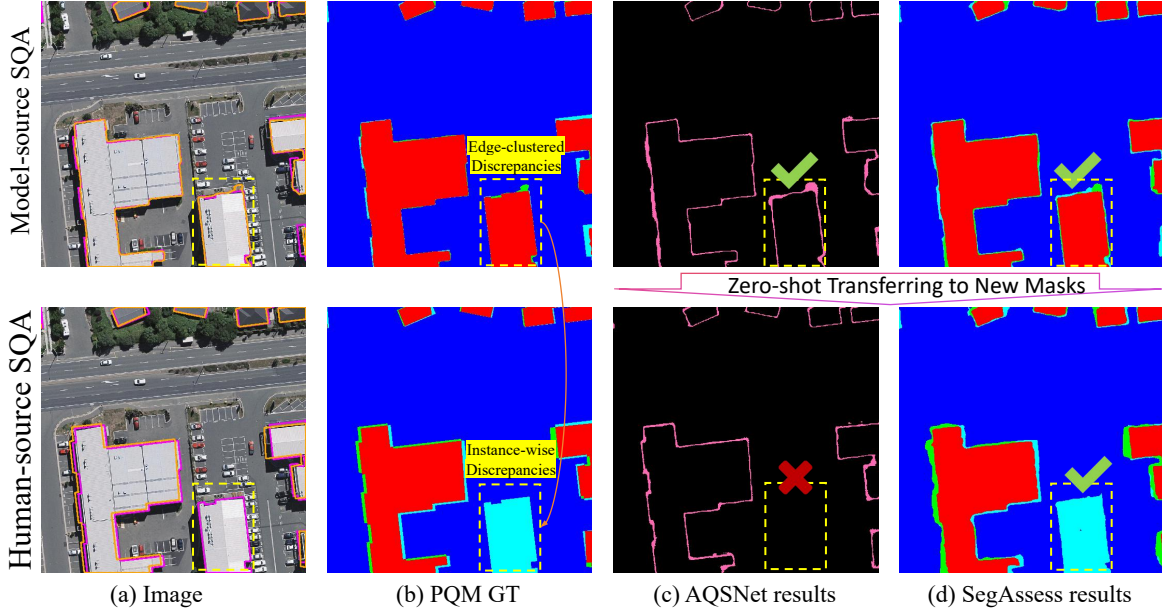 Model-source SQA
Edge-clustered
Discrepancies
Zero-shot Transferring to New Masks
Human-source SQA
Instance-wise
Discrepancies
(a) Image
(b) PQM GT
(c) AQSNet results
(d) SegAssess results